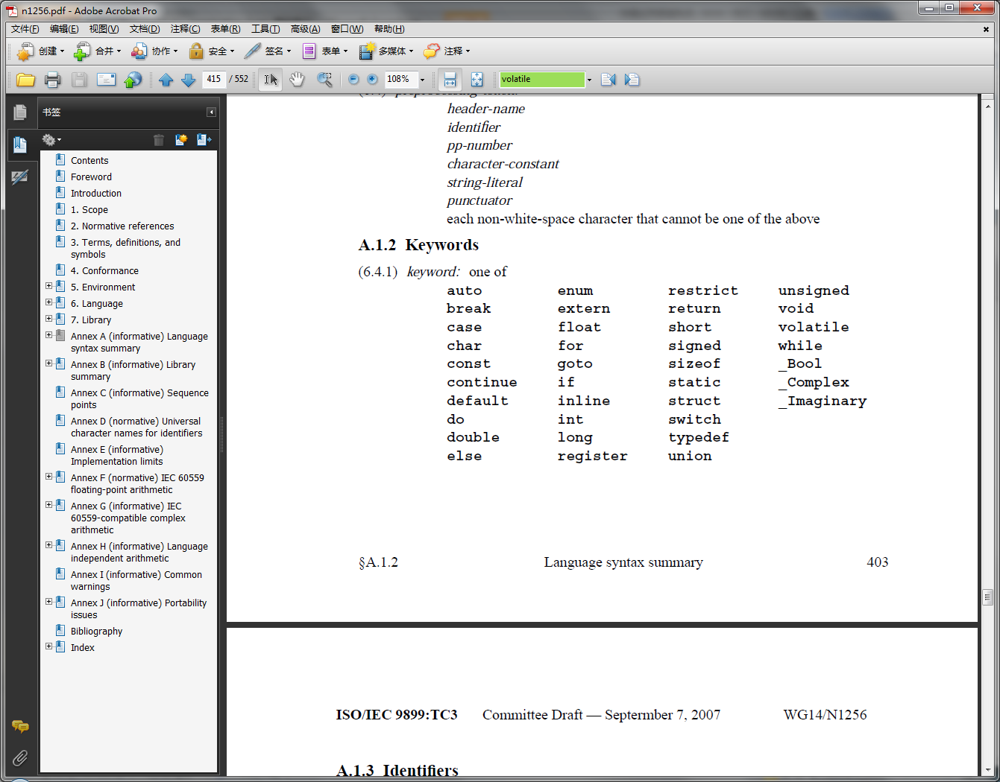 n1256.pdf - Adobe Acrobat Pro
文件(F) 编辑(E) 视图(V) 文档(D) 注释(C) 表单(R) 工具(T) 高级(A) 窗口(W) 帮助(H)
创建 合并 协作 安全 签名 表单 多媒体 注释
415 / 552 108% volatile
书签
Contents
Foreword
Introduction
1. Scope
2. Normative references
3. Terms, definitions, and
symbols
4. Conformance
5. Environment
6. Language
7. Library
Annex A (informative) Language
syntax summary
Annex B (informative) Library
summary
Annex C (informative) Sequence
points
Annex D (normative) Universal
character names for identifiers
Annex E (informative)
Implementation limits
Annex F (normative) IEC 60559
floating-point arithmetic
Annex G (informative) IEC
60559-compatible complex
arithmetic
Annex H (informative) Language
independent arithmetic
Annex I (informative) Common
warnings
Annex J (informative) Portability
issues
Bibliography
Index
header-name
identifier
pp-number
character-constant
string-literal
punctuator
each non-white-space character that cannot be one of the above
A.1.2 Keywords
(6.4.1) keyword: one of
auto enum restrict unsigned
break extern return void
case float short volatile
char for signed while
const goto sizeof _Bool
continue if static _Complex
default inline struct _Imaginary
do int switch
double long typedef
else register union
§A.1.2 Language syntax summary 403
ISO/IEC 9899:TC3 Committee Draft — Septermber 7, 2007 WG14/N1256
A.1.3 Identifiers